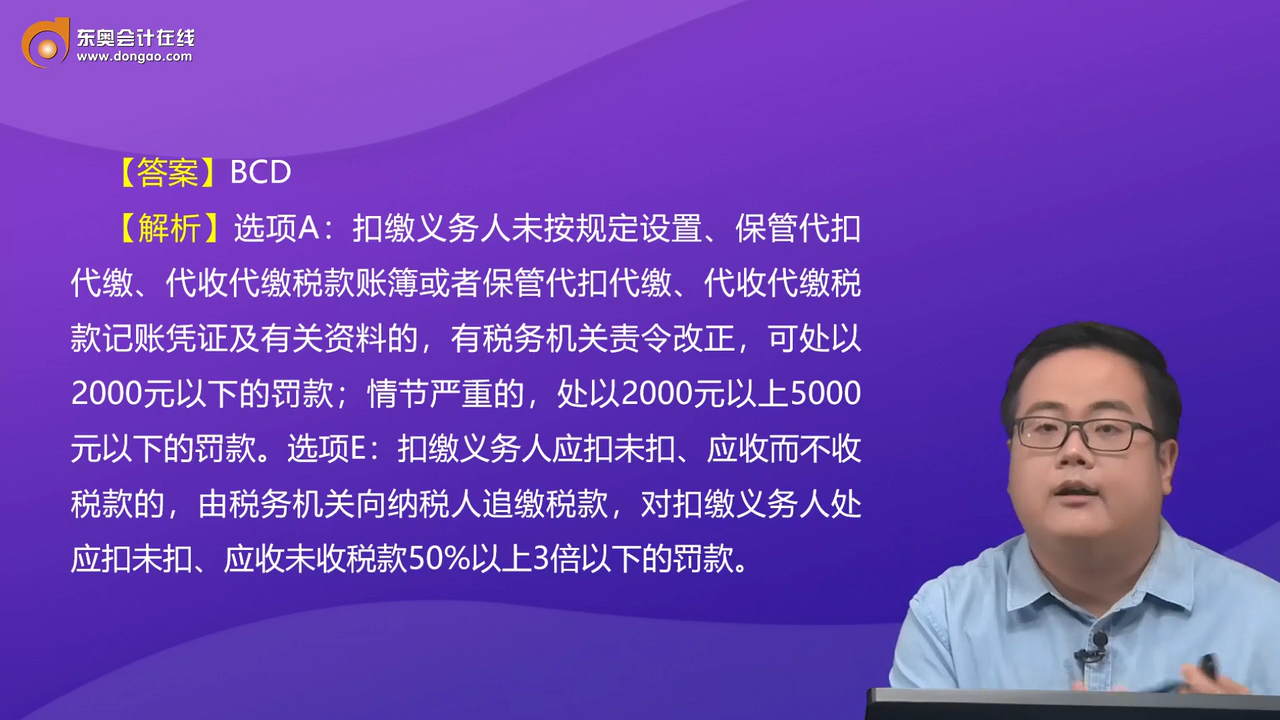 东奥会计在线
www.dongao.com
【答案】BCD
【解析】选项A：扣缴义务人未按规定设置、保管代扣
代缴、代收代缴税款账簿或者保管代扣代缴、代收代缴税
款记账凭证及有关资料的，有税务机关责令改正，可处以
2000元以下的罚款；情节严重的，处以2000元以上5000
元以下的罚款。选项E：扣缴义务人应扣未扣、应收而不收
税款的，由税务机关向纳税人追缴税款，对扣缴义务人处
应扣未扣、应收未收税款50%以上3倍以下的罚款。